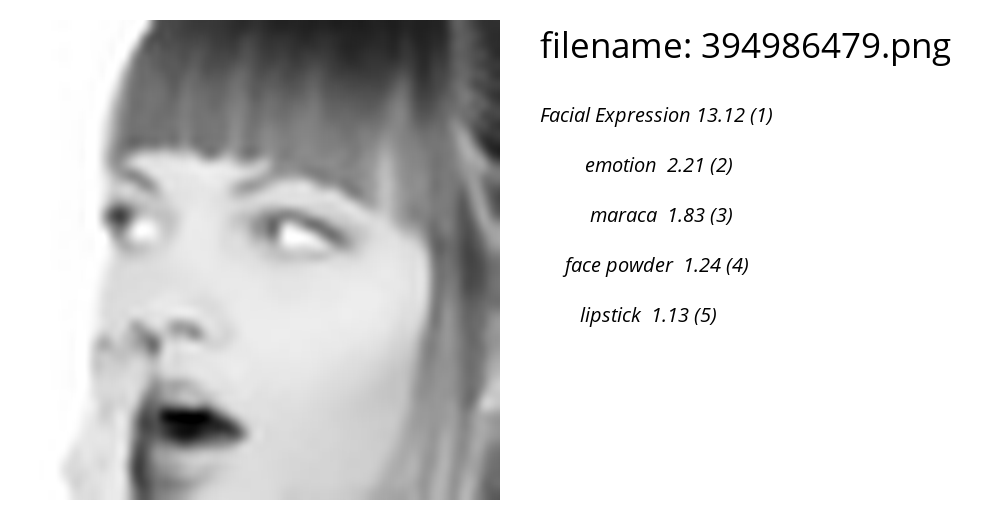 filename: 394986479.png
Facial Expression 13.12 (1)
emotion 2.21 (2)
maraca 1.83 (3)
face powder 1.24 (4)
lipstick 1.13 (5)